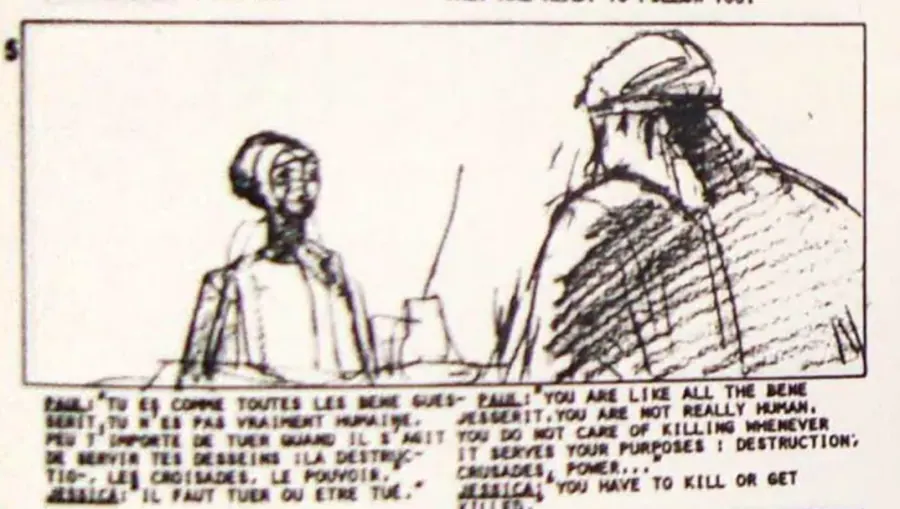 5
PAUL: "TU ES COMME TOUTES LES BENE GUES-
SERIT,TU N'ES PAS VRAIMENT HUMAINE.
PEU T'IMPORTE DE TUER QUAND IL S'AGIT
DE SERVIR TES DESSEINS :LA DESTRUC-
TIO-, LES CROISADES, LE POUVOIR."
JESSICA: "IL FAUT TUER OU ETRE TUE."
PAUL: "YOU ARE LIKE ALL THE BENE
JESSERIT.YOU ARE NOT REALLY HUMAN.
YOU DO NOT CARE OF KILLING WHENEVER
IT SERVES YOUR PURPOSES : DESTRUCTION,
CRUSADES, POWER..."
JESSICA: "YOU HAVE TO KILL OR GET
KILLED.